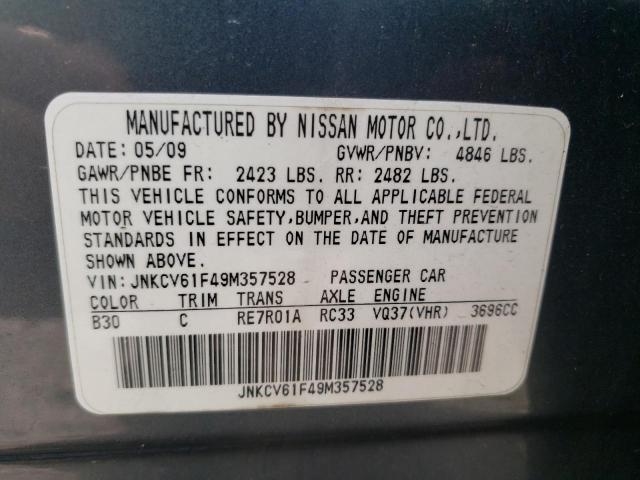 MANUFACTURED BY NISSAN MOTOR CO.,LTD.
DATE: 05/09 GVWR/PNBV: 4846 LBS.
GAWR/PNBE FR: 2423 LBS. RR: 2482 LBS.
THIS VEHICLE CONFORMS TO ALL APPLICABLE FEDERAL
MOTOR VEHICLE SAFETY,BUMPER,AND THEFT PREVENTION
STANDARDS IN EFFECT ON THE DATE OF MANUFACTURE
SHOWN ABOVE.
VIN: JNKCV61F49M357528 PASSENGER CAR
COLOR TRIM TRANS AXLE ENGINE
B30 C RE7R01A RC33 VQ37(VHR) 3696CC
JNKCV61F49M357528